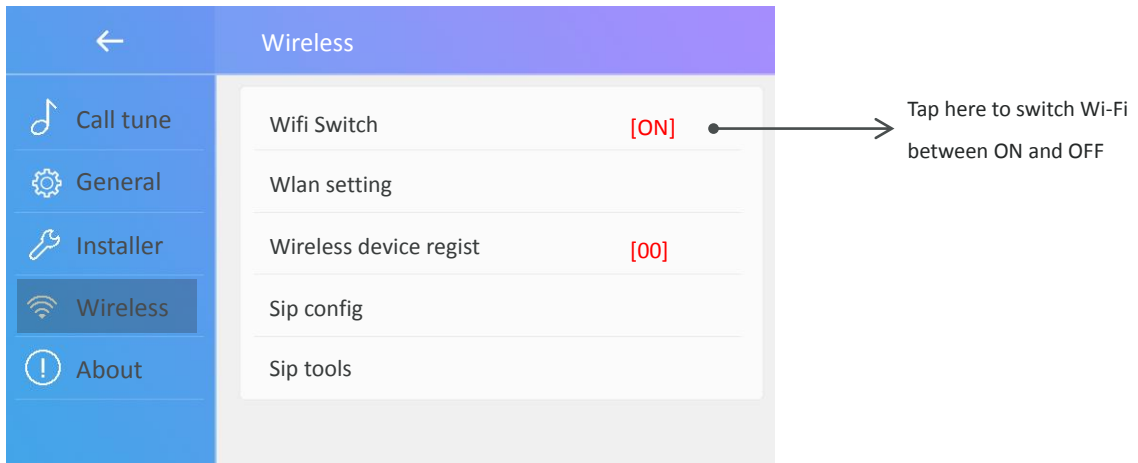 Wireless
Call tune
General
Installer
Wireless
About
Wifi Switch [ON]
Wlan setting
Wireless device regist [00]
Sip config
Sip tools
Tap here to switch Wi-Fi
between ON and OFF